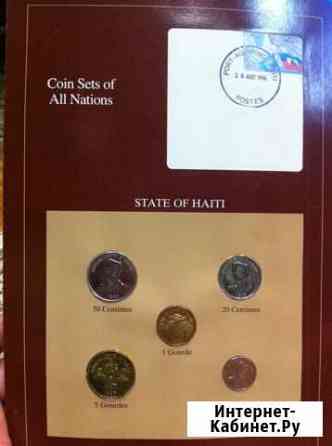 Coin Sets of
All Nations
POSTES
STATE OF HAITI
50 Centimes
20 Centimes
1 Gourde
5 Gourdes
Интернет-
Кабинет.Ру